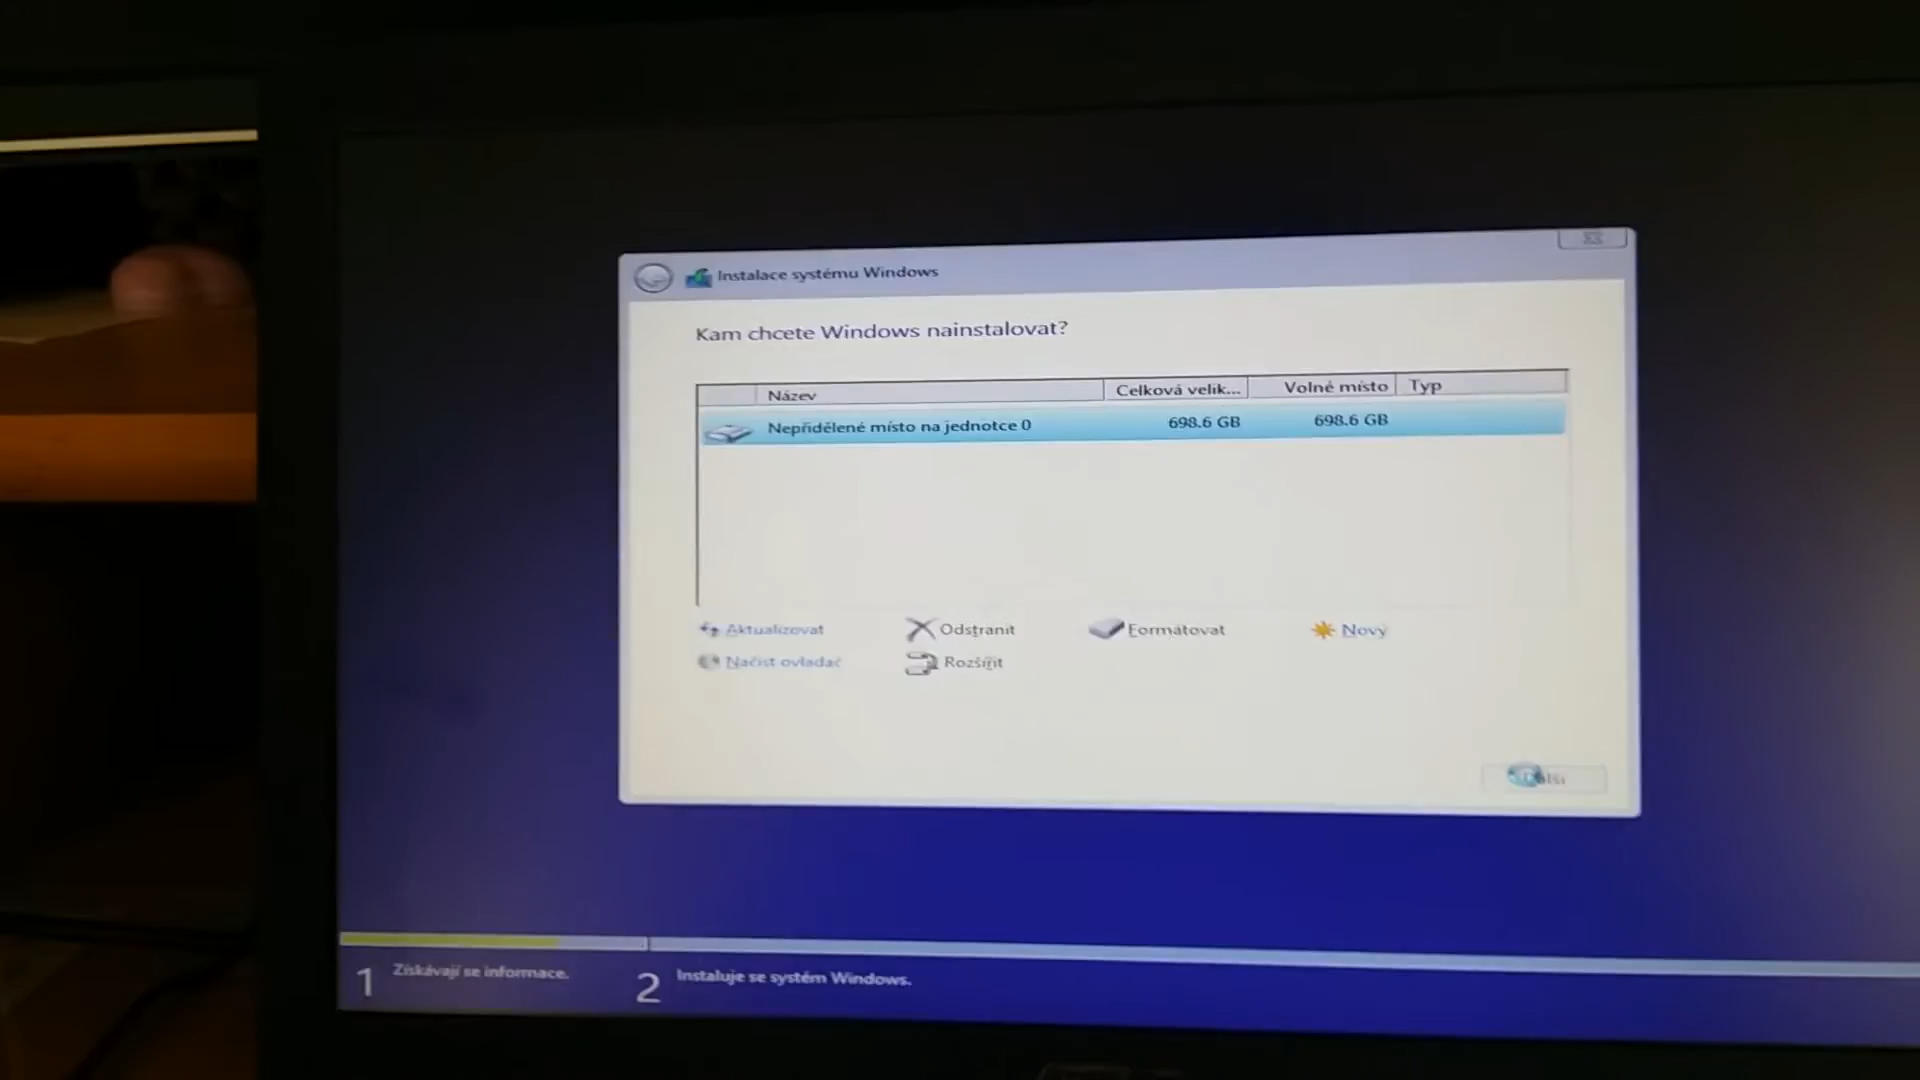 Instalace systému Windows
Kam chcete Windows nainstalovat?
Název Celková velik... Volné místo Typ
Nepřidělené místo na jednotce 0 698.6 GB 698.6 GB
Aktualizovat Odstranit Formátovat Nový
Načíst ovladač Rozšířit
1 Získávají se informace. 2 Instaluje se systém Windows.